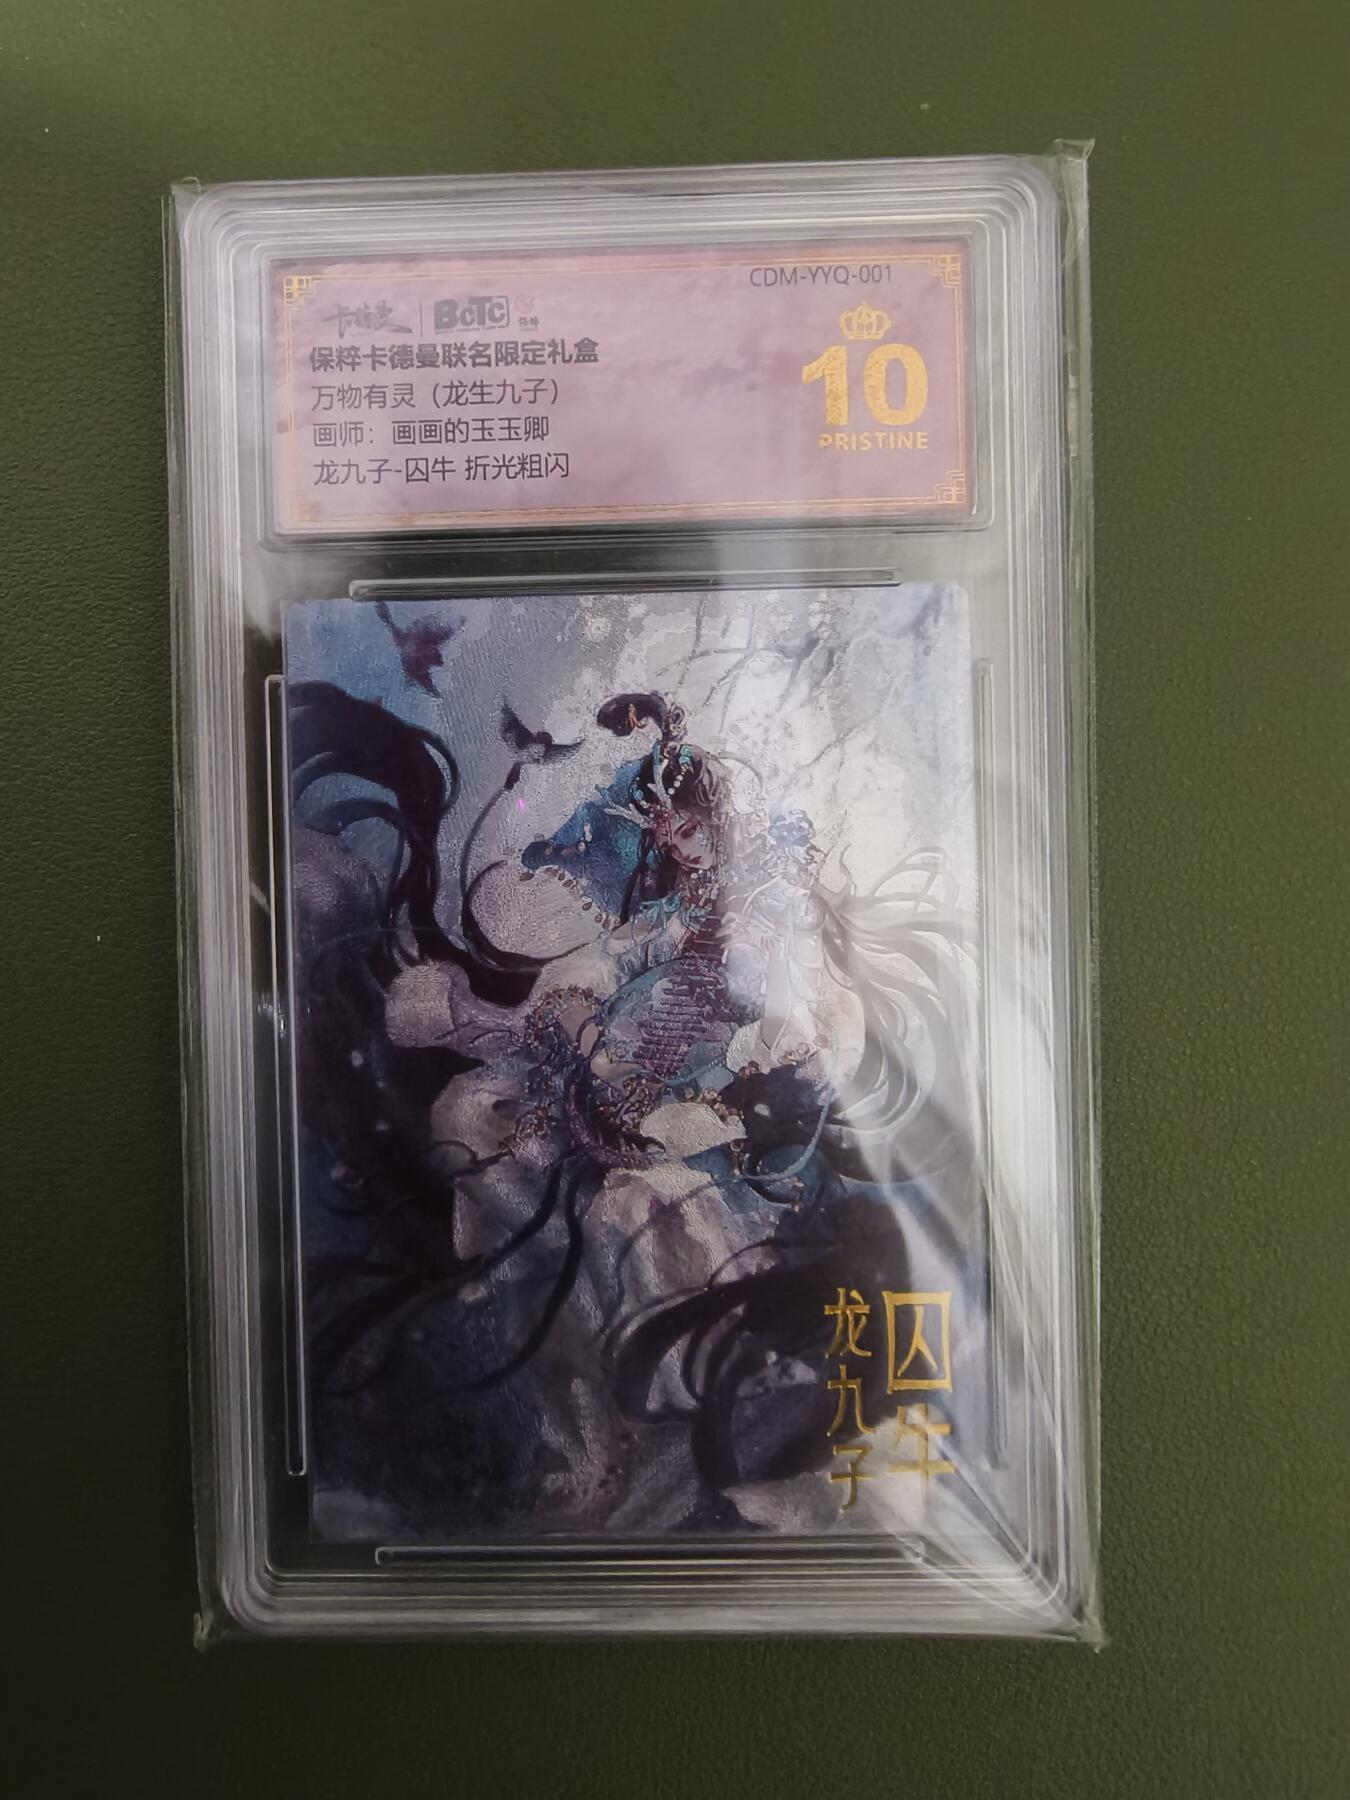 CDM-YYQ-001
卡德曼 BCTC 保粹
保粹卡德曼联名限定礼盒
万物有灵（龙生九子）
画师：画画的玉玉卿
龙九子-囚牛 折光粗闪
10
PRISTINE
囚牛
龙九子